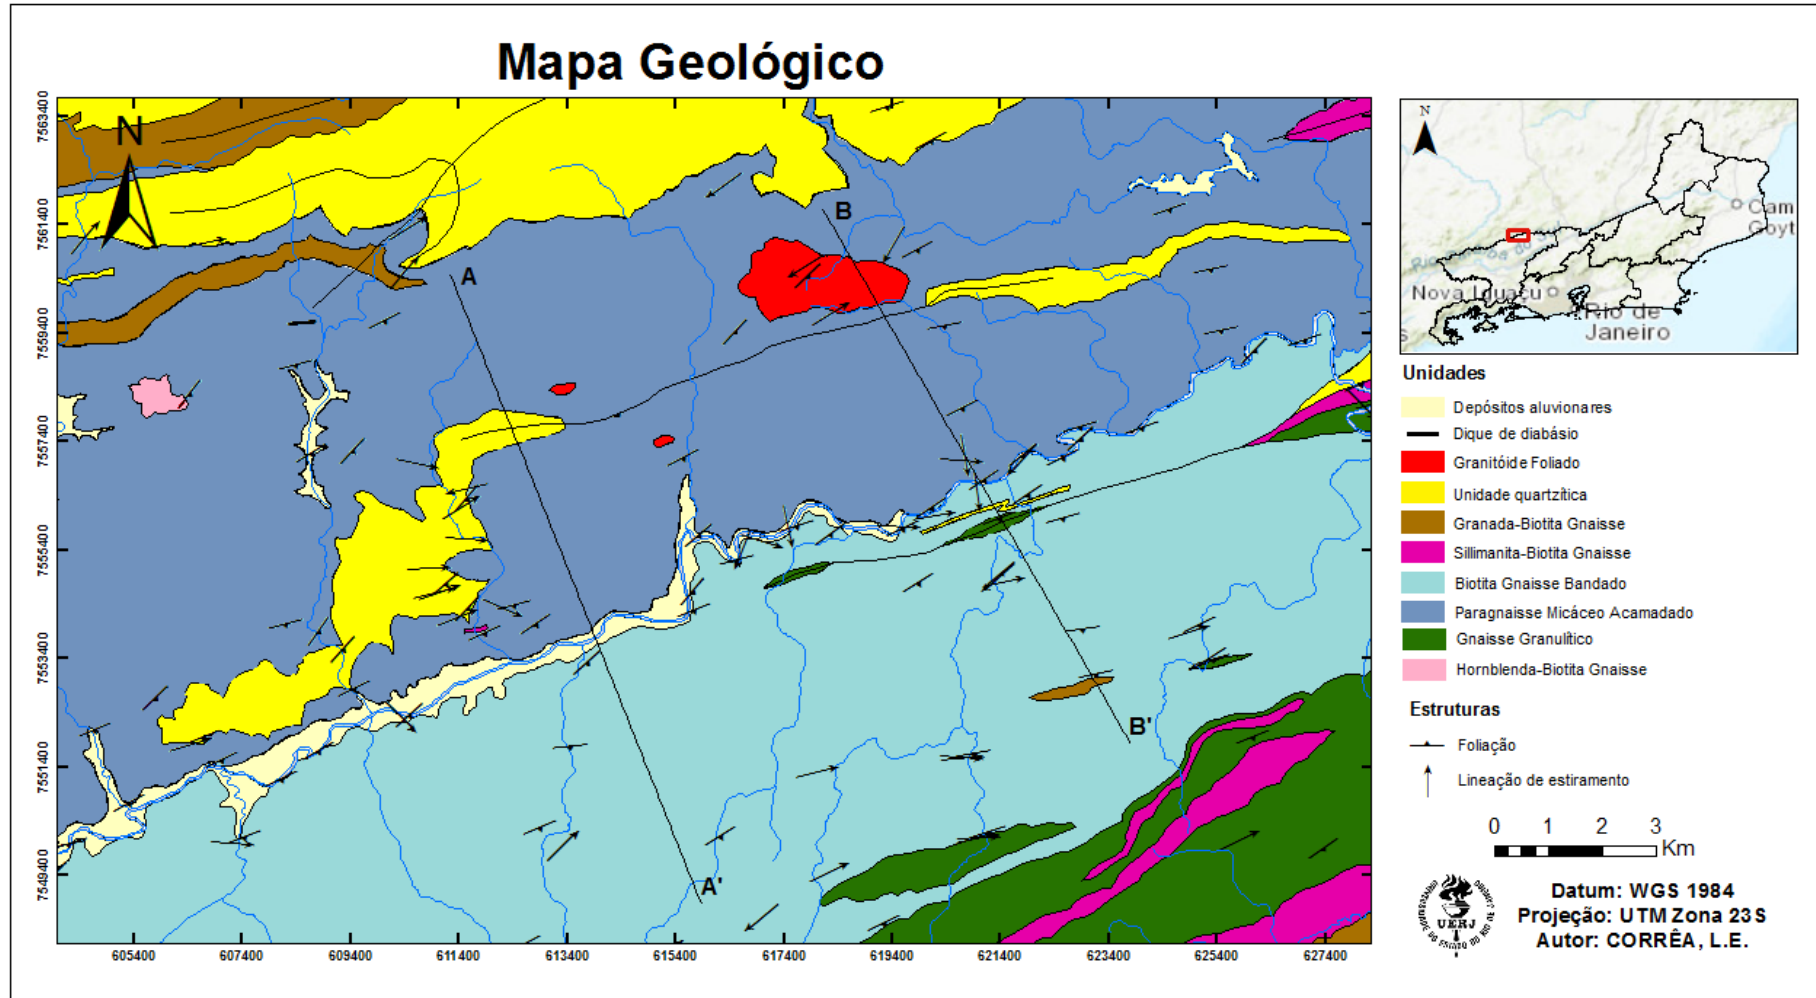 Mapa Geológico
N
A
B
A'
B'
7563400
7561400
7559400
7557400
7555400
7553400
7551400
7549400
605400 607400 609400 611400 613400 615400 617400 619400 621400 623400 625400 627400
N
Cam
Goyt
Nova Iguaçu
Rio de
Janeiro
Unidades
Depósitos aluvionares
Dique de diabásio
Granitóide Foliado
Unidade quartzítica
Granada-Biotita Gnaisse
Sillimanita-Biotita Gnaisse
Biotita Gnaisse Bandado
Paragnaisse Micáceo Acamadado
Gnaisse Granulítico
Hornblenda-Biotita Gnaisse
Estruturas
Foliação
Lineação de estiramento
0 1 2 3
Km
UERJ
Datum: WGS 1984
Projeção: UTM Zona 23S
Autor: CORRÊA, L.E.